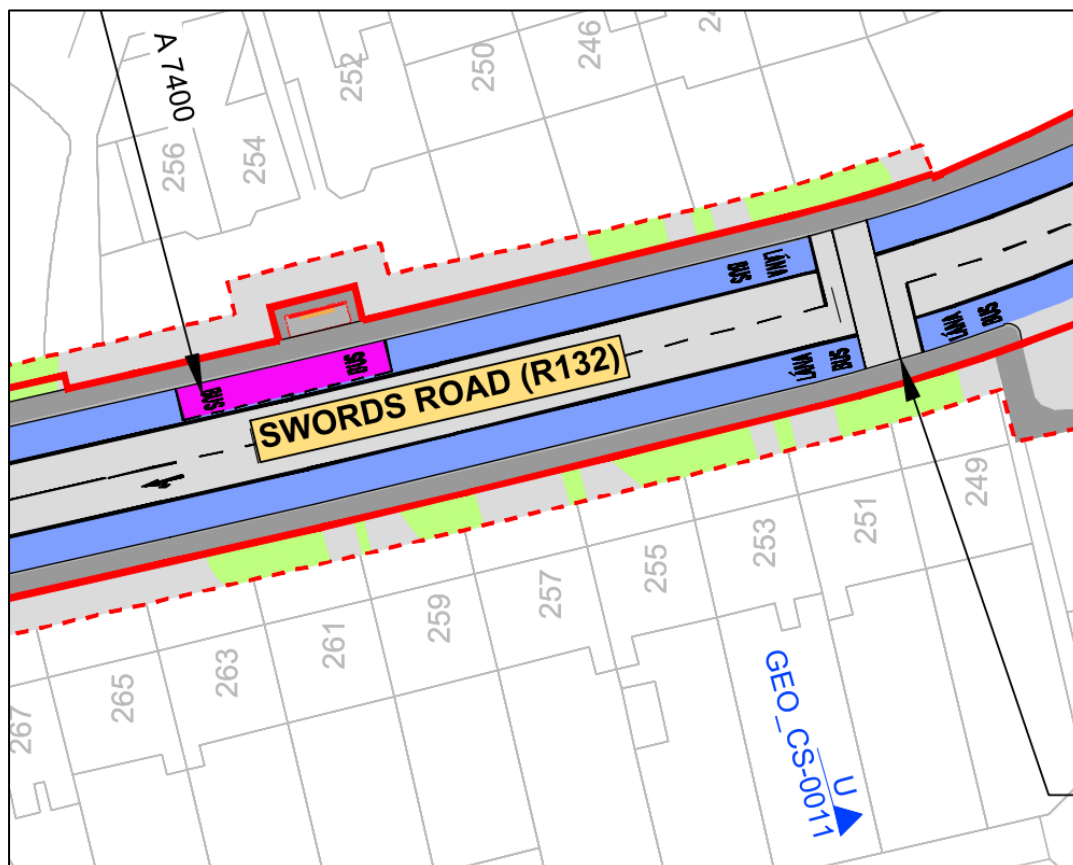 A 7400
256
254
252
250
246
BUS
LÁNA
BUS
BUS
SWORDS ROAD (R132)
LÁNA
BUS
LÁNA
BUS
267
265
263
261
259
257
255
253
251
249
GEO_CS-0011
U